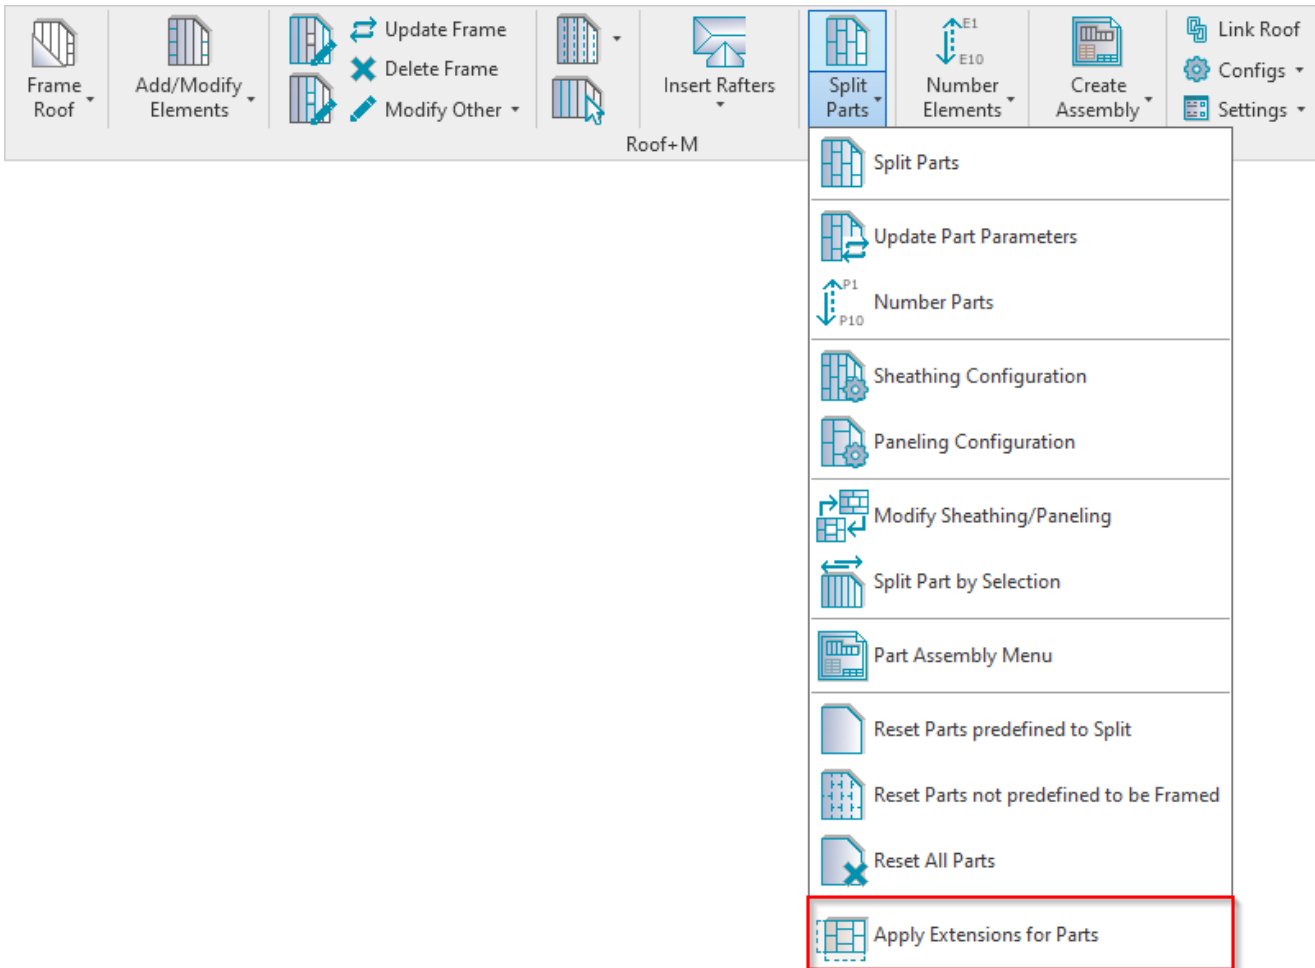 Frame
Roof
Add/Modify
Elements
Update Frame
Delete Frame
Modify Other
Insert Rafters
Split
Parts
E1
E10
Number
Elements
Create
Assembly
Link Roof
Configs
Settings
Roof+M
Split Parts
Update Part Parameters
P1
P10
Number Parts
Sheathing Configuration
Paneling Configuration
Modify Sheathing/Paneling
Split Part by Selection
Part Assembly Menu
Reset Parts predefined to Split
Reset Parts not predefined to be Framed
Reset All Parts
Apply Extensions for Parts